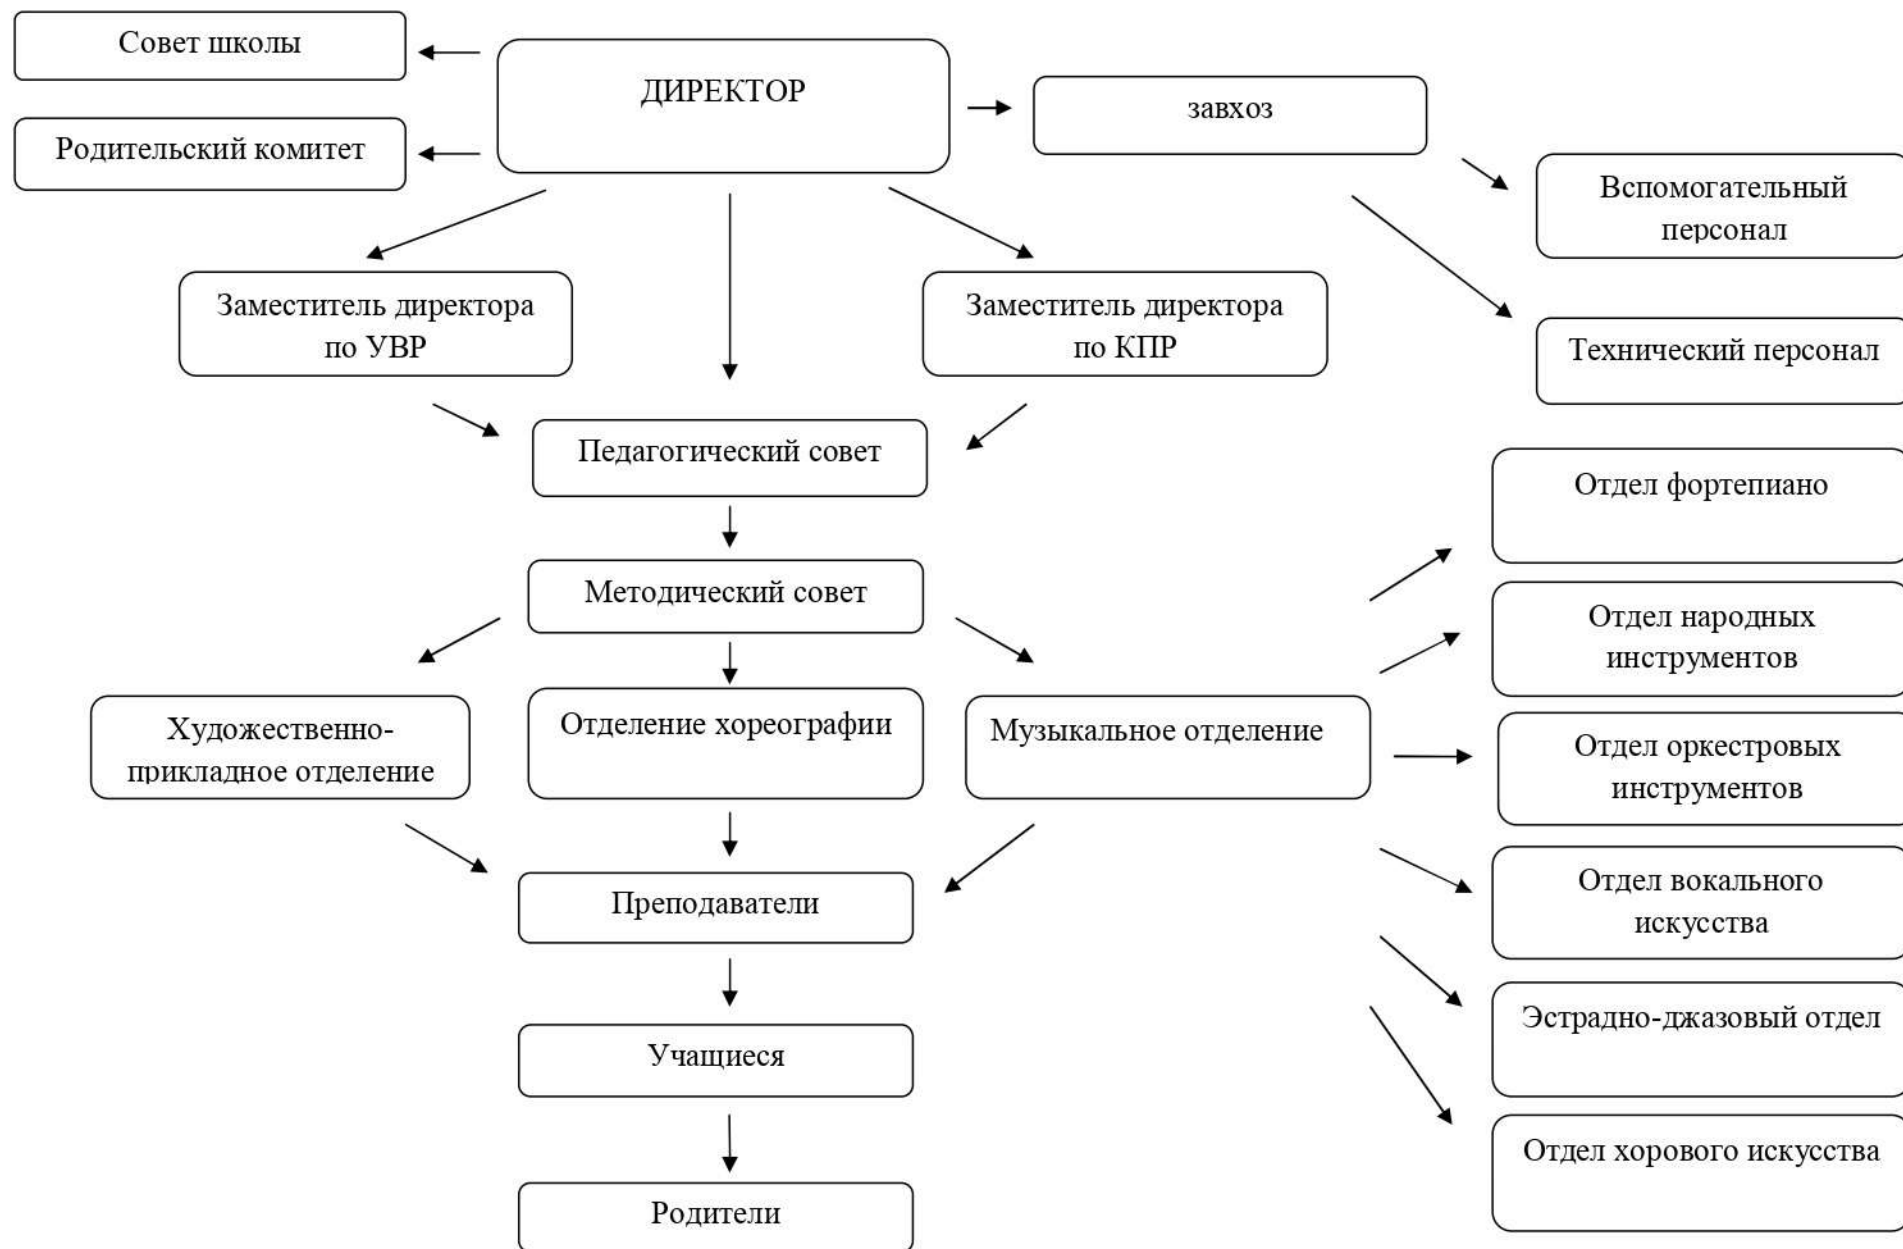 Совет школы
ДИРЕКТОР
завхоз
Родительский комитет
Вспомогательный
персонал
Заместитель директора
по УВР
Заместитель директора
по КПР
Технический персонал
Педагогический совет
Отдел фортепиано
Методический совет
Отдел народных
инструментов
Художественно-
прикладное отделение
Отделение хореографии
Музыкальное отделение
Отдел оркестровых
инструментов
Преподаватели
Отдел вокального
искусства
Учащиеся
Эстрадно-джазовый отдел
Отдел хорового искусства
Родители